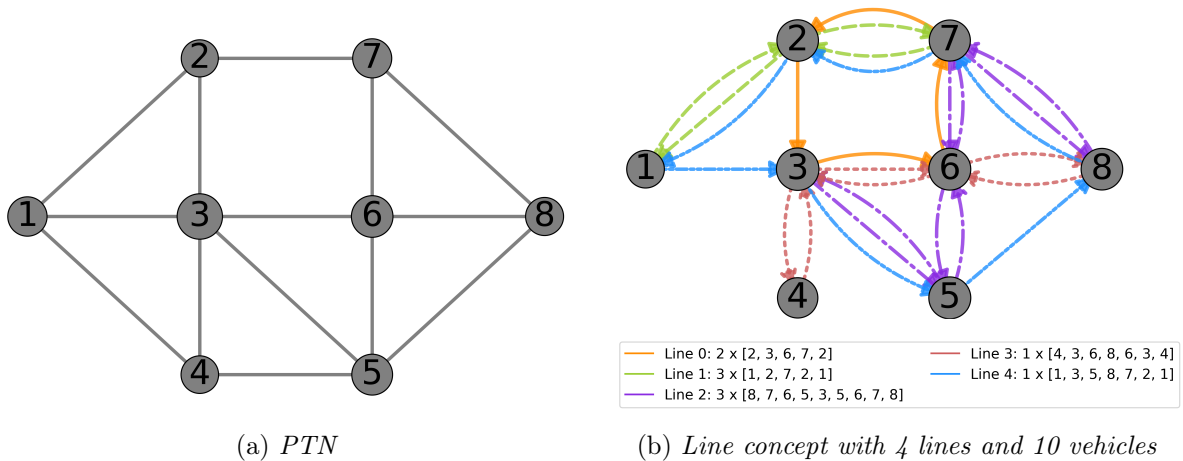 2
7
1
3
6
8
4
5
(a) PTN
2
7
1
3
6
8
4
5
Line 0: 2 x [2, 3, 6, 7, 2]
Line 1: 3 x [1, 2, 7, 2, 1]
Line 2: 3 x [8, 7, 6, 5, 3, 5, 6, 7, 8]
Line 3: 1 x [4, 3, 6, 8, 6, 3, 4]
Line 4: 1 x [1, 3, 5, 8, 7, 2, 1]
(b) Line concept with 4 lines and 10 vehicles